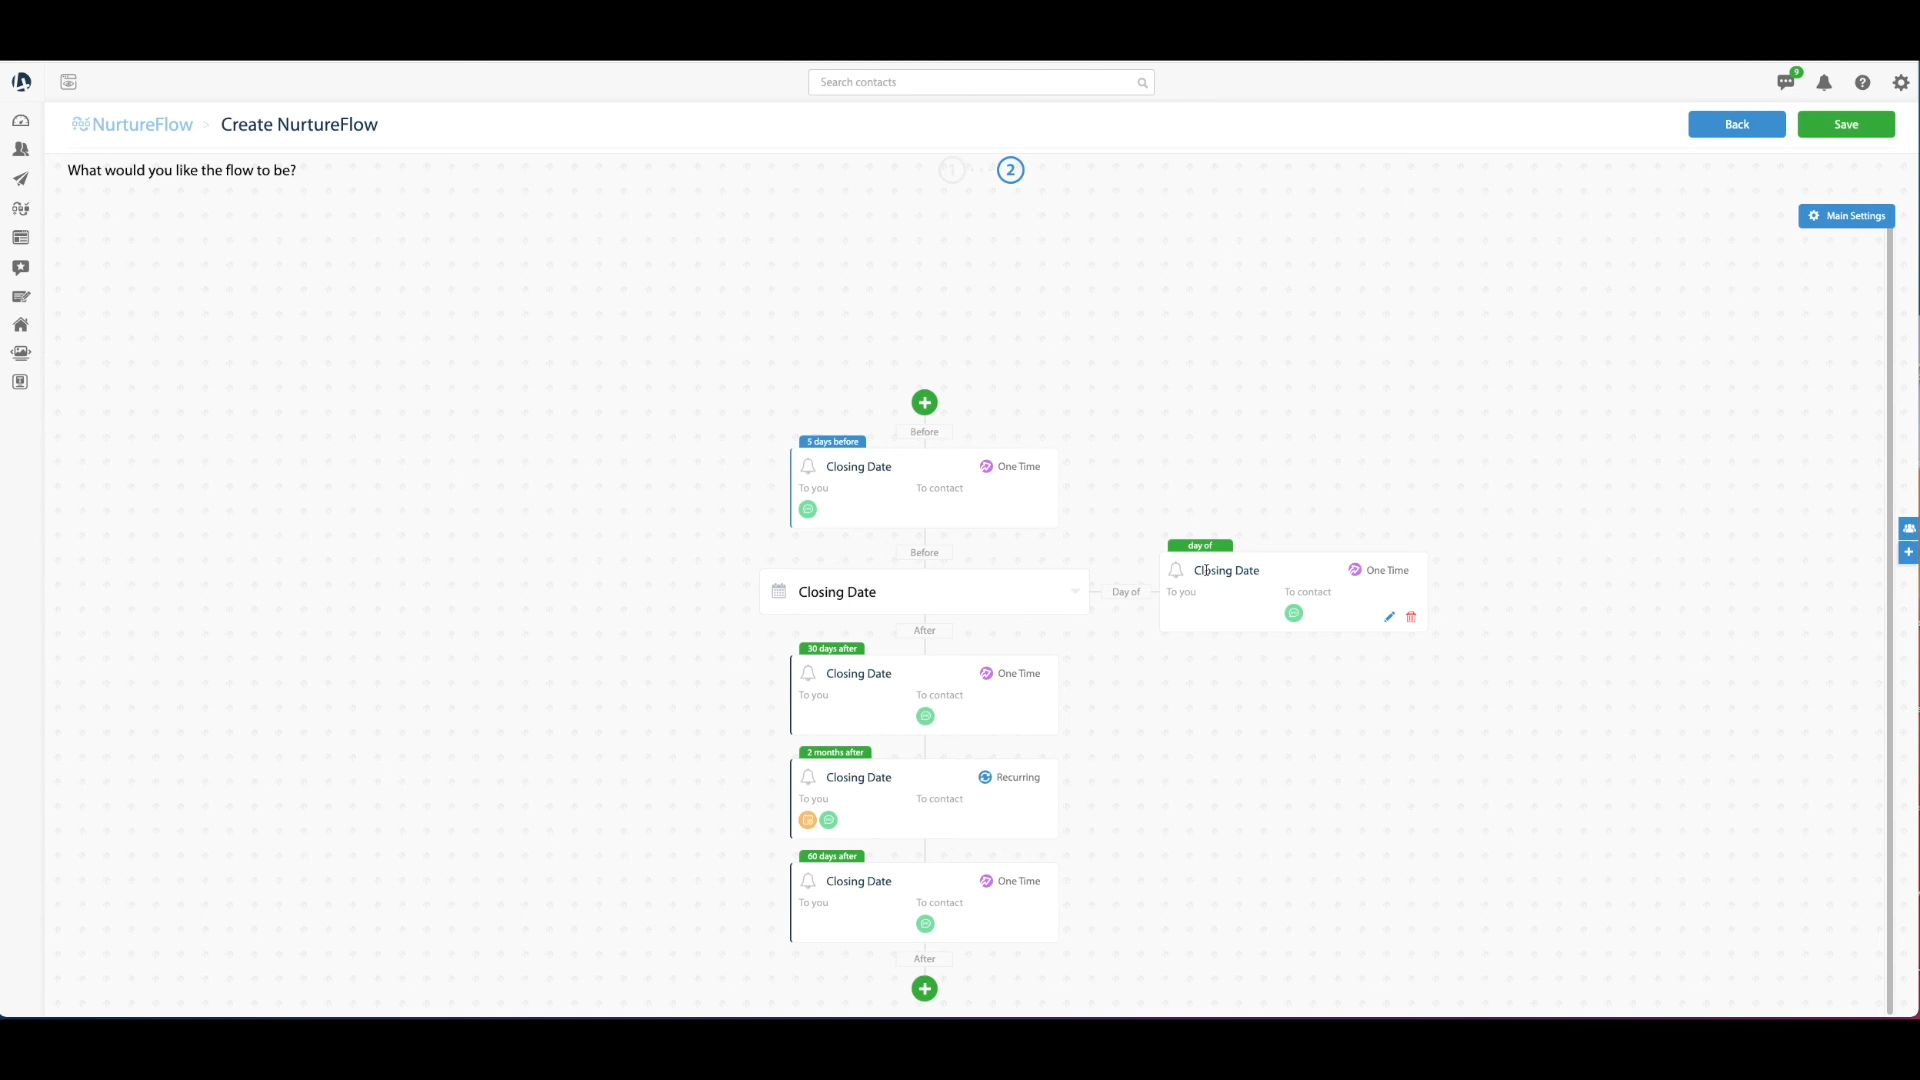 Search contacts
9
NurtureFlow > Create NurtureFlow
Back
Save
What would you like the flow to be?
1
2
Main Settings
Before
5 days before
Closing Date
One Time
To you
To contact
Before
day of
Closing Date
One Time
Closing Date
Day of
To you
To contact
After
30 days after
Closing Date
One Time
To you
To contact
2 months after
Closing Date
Recurring
To you
To contact
60 days after
Closing Date
One Time
To you
To contact
After